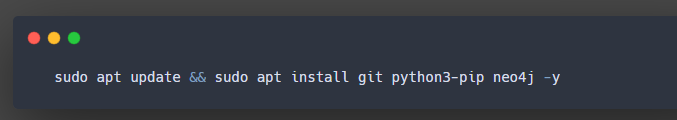 sudo apt update && sudo apt install git python3-pip neo4j -y